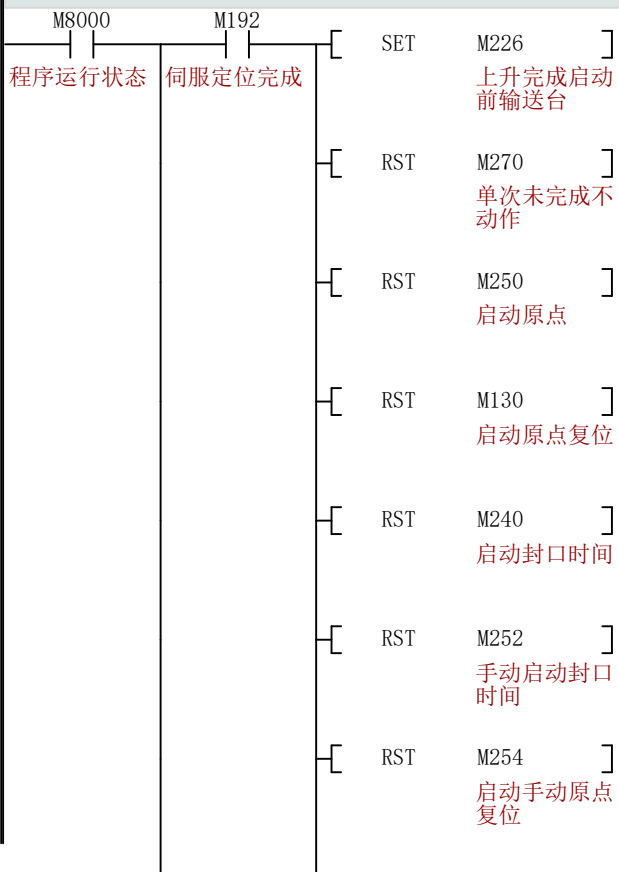 M8000 M192
SET M226
程序运行状态 伺服定位完成 上升完成启动
前输送台
RST M270
单次未完成不
动作
RST M250
启动原点
RST M130
启动原点复位
RST M240
启动封口时间
RST M252
手动启动封口
时间
RST M254
启动手动原点
复位